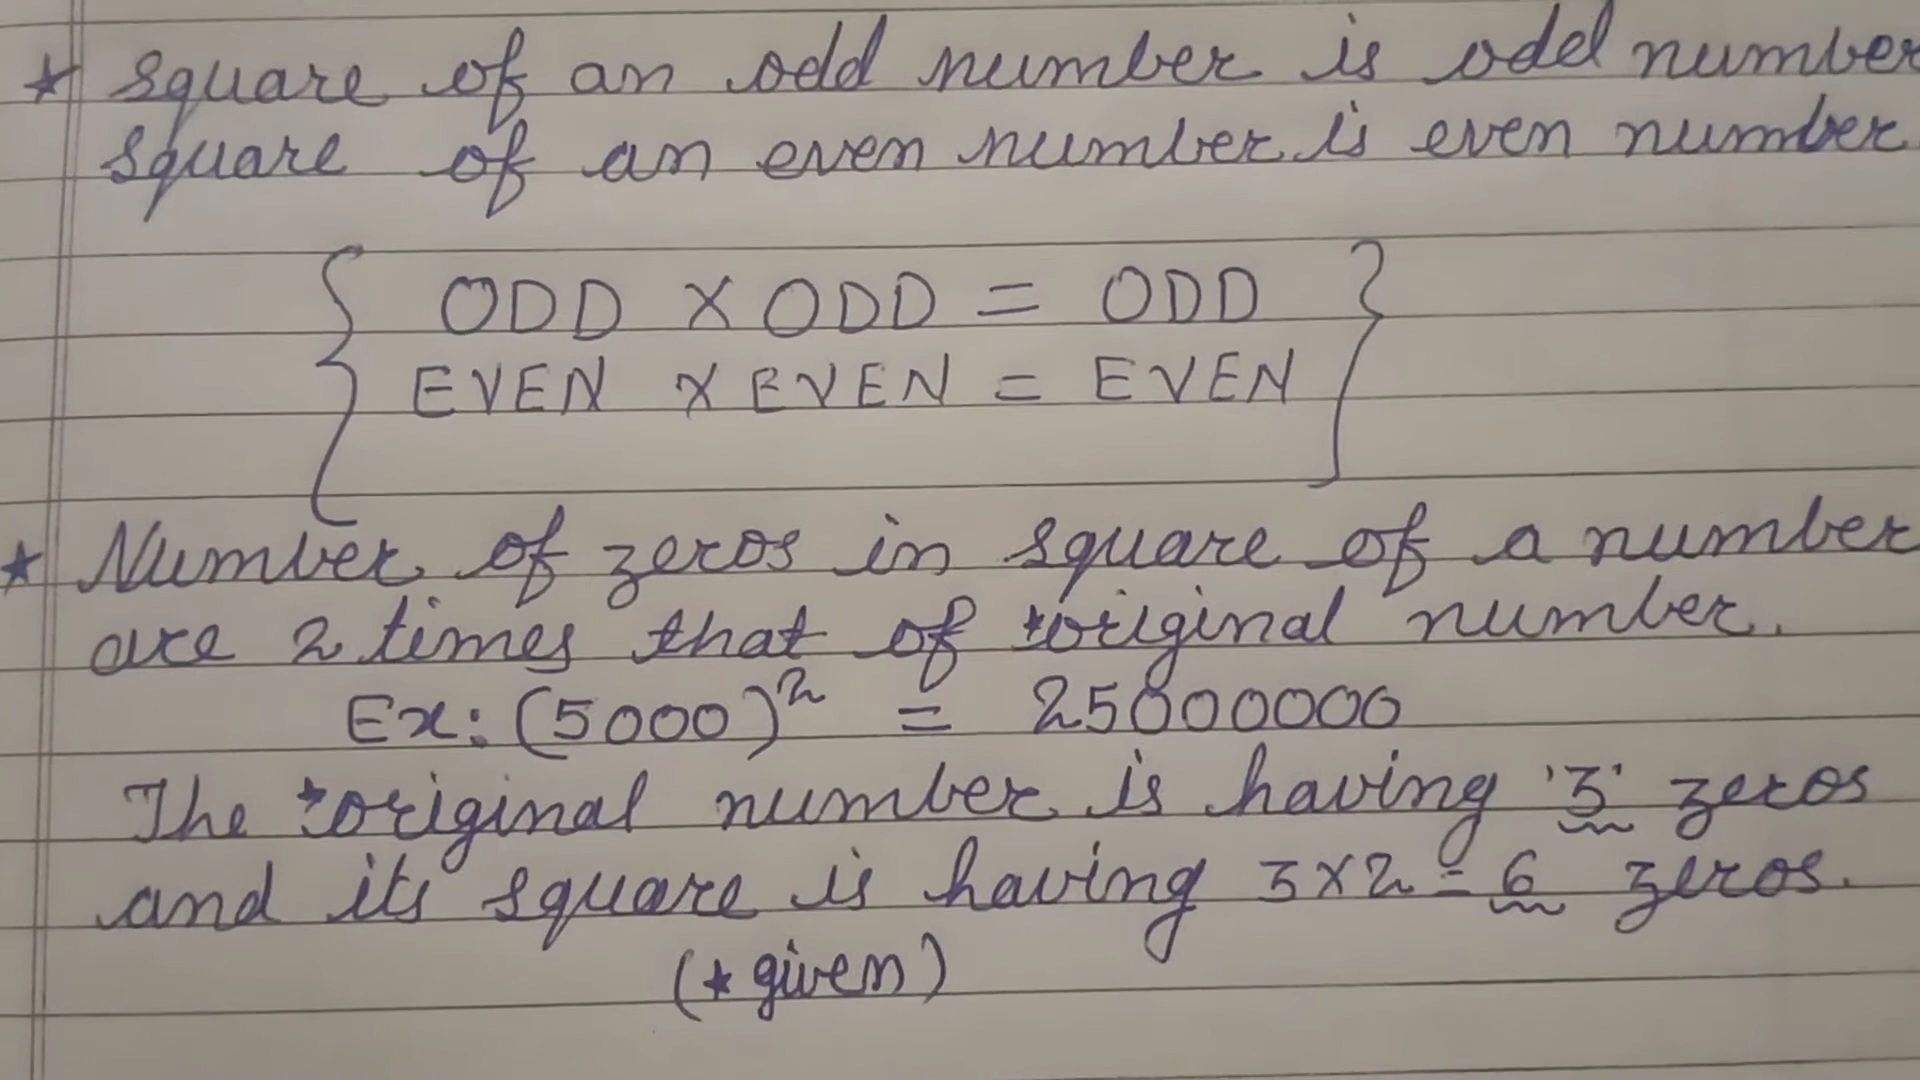 * square of an odd number is odd number
square of an even number is even number
{ ODD X ODD = ODD }
EVEN X EVEN = EVEN
* Number of zeros in square of a number
are 2 times that of *original number.
Ex: (5000)² = 25000000
The *original number is having '3' zeros
and its square is having 3x2 = 6 zeros.
(* given)